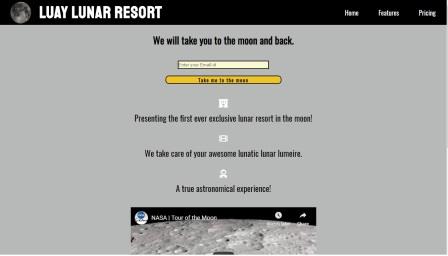 LUAY LUNAR RESORT
Home Features Pricing
We will take you to the moon and back.
Enter your Email-id
Take me to the moon
Presenting the first ever exclusive lunar resort in the moon!
We take care of your awesome lunatic lunar lumeire.
A true astronomical experience!
NASA | Tour of the Moon
Share